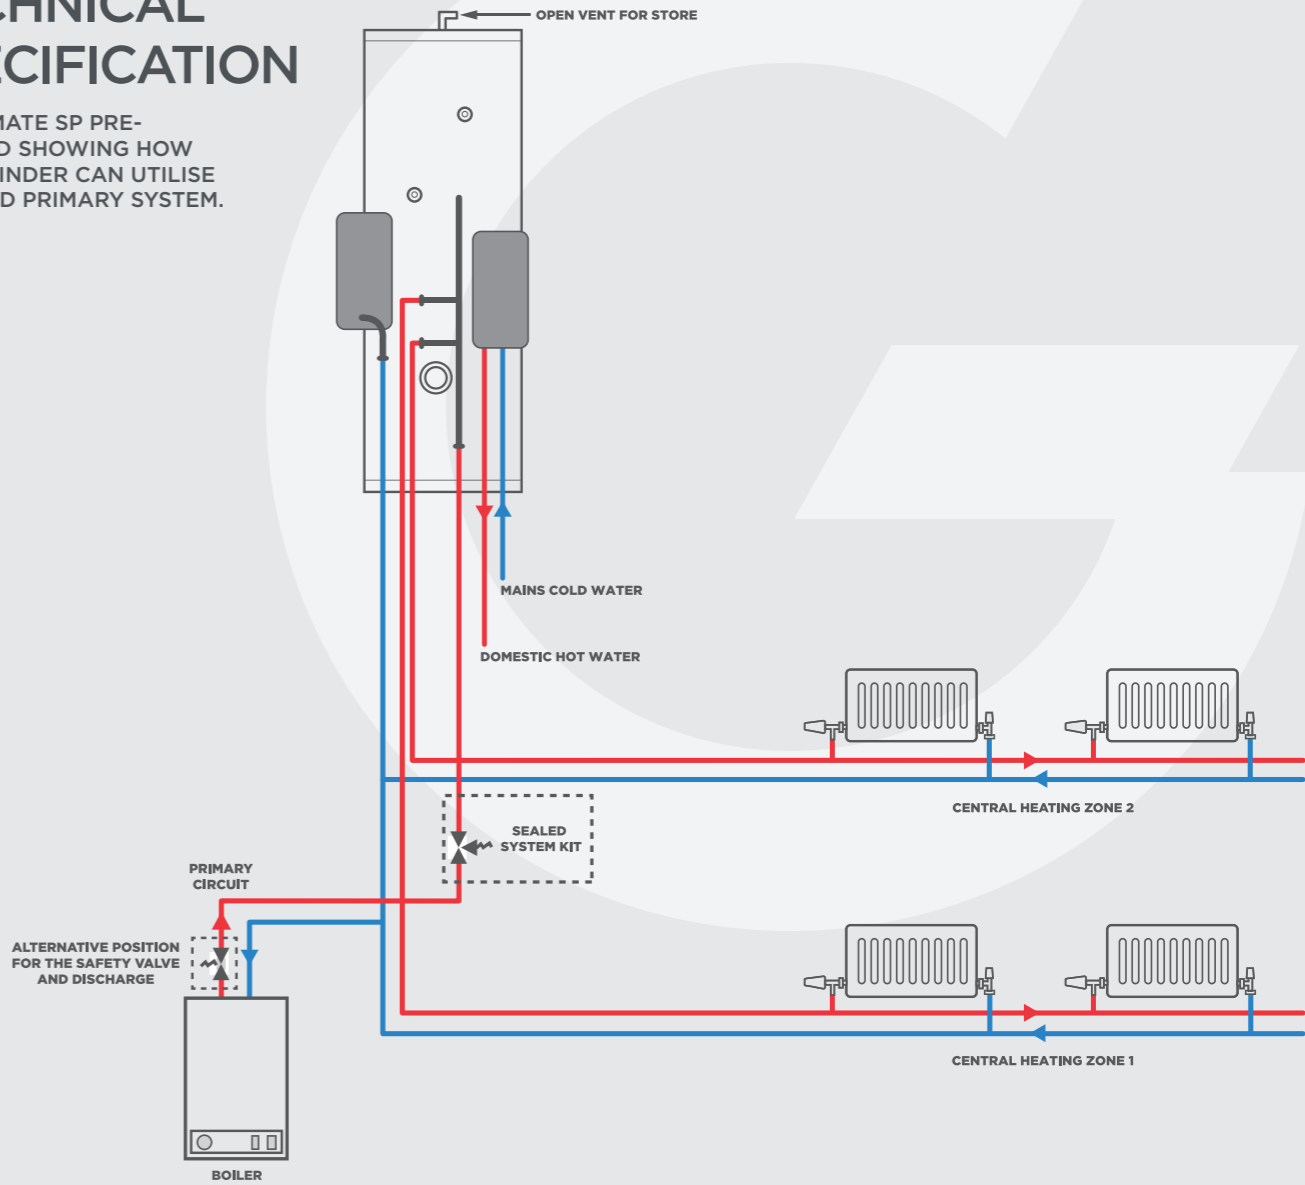 CHNICAL
ECIFICATION
MATE SP PRE-
D SHOWING HOW
INDER CAN UTILISE
D PRIMARY SYSTEM.
OPEN VENT FOR STORE
MAINS COLD WATER
DOMESTIC HOT WATER
CENTRAL HEATING ZONE 2
SEALED
SYSTEM KIT
PRIMARY
CIRCUIT
ALTERNATIVE POSITION
FOR THE SAFETY VALVE
AND DISCHARGE
CENTRAL HEATING ZONE 1
BOILER